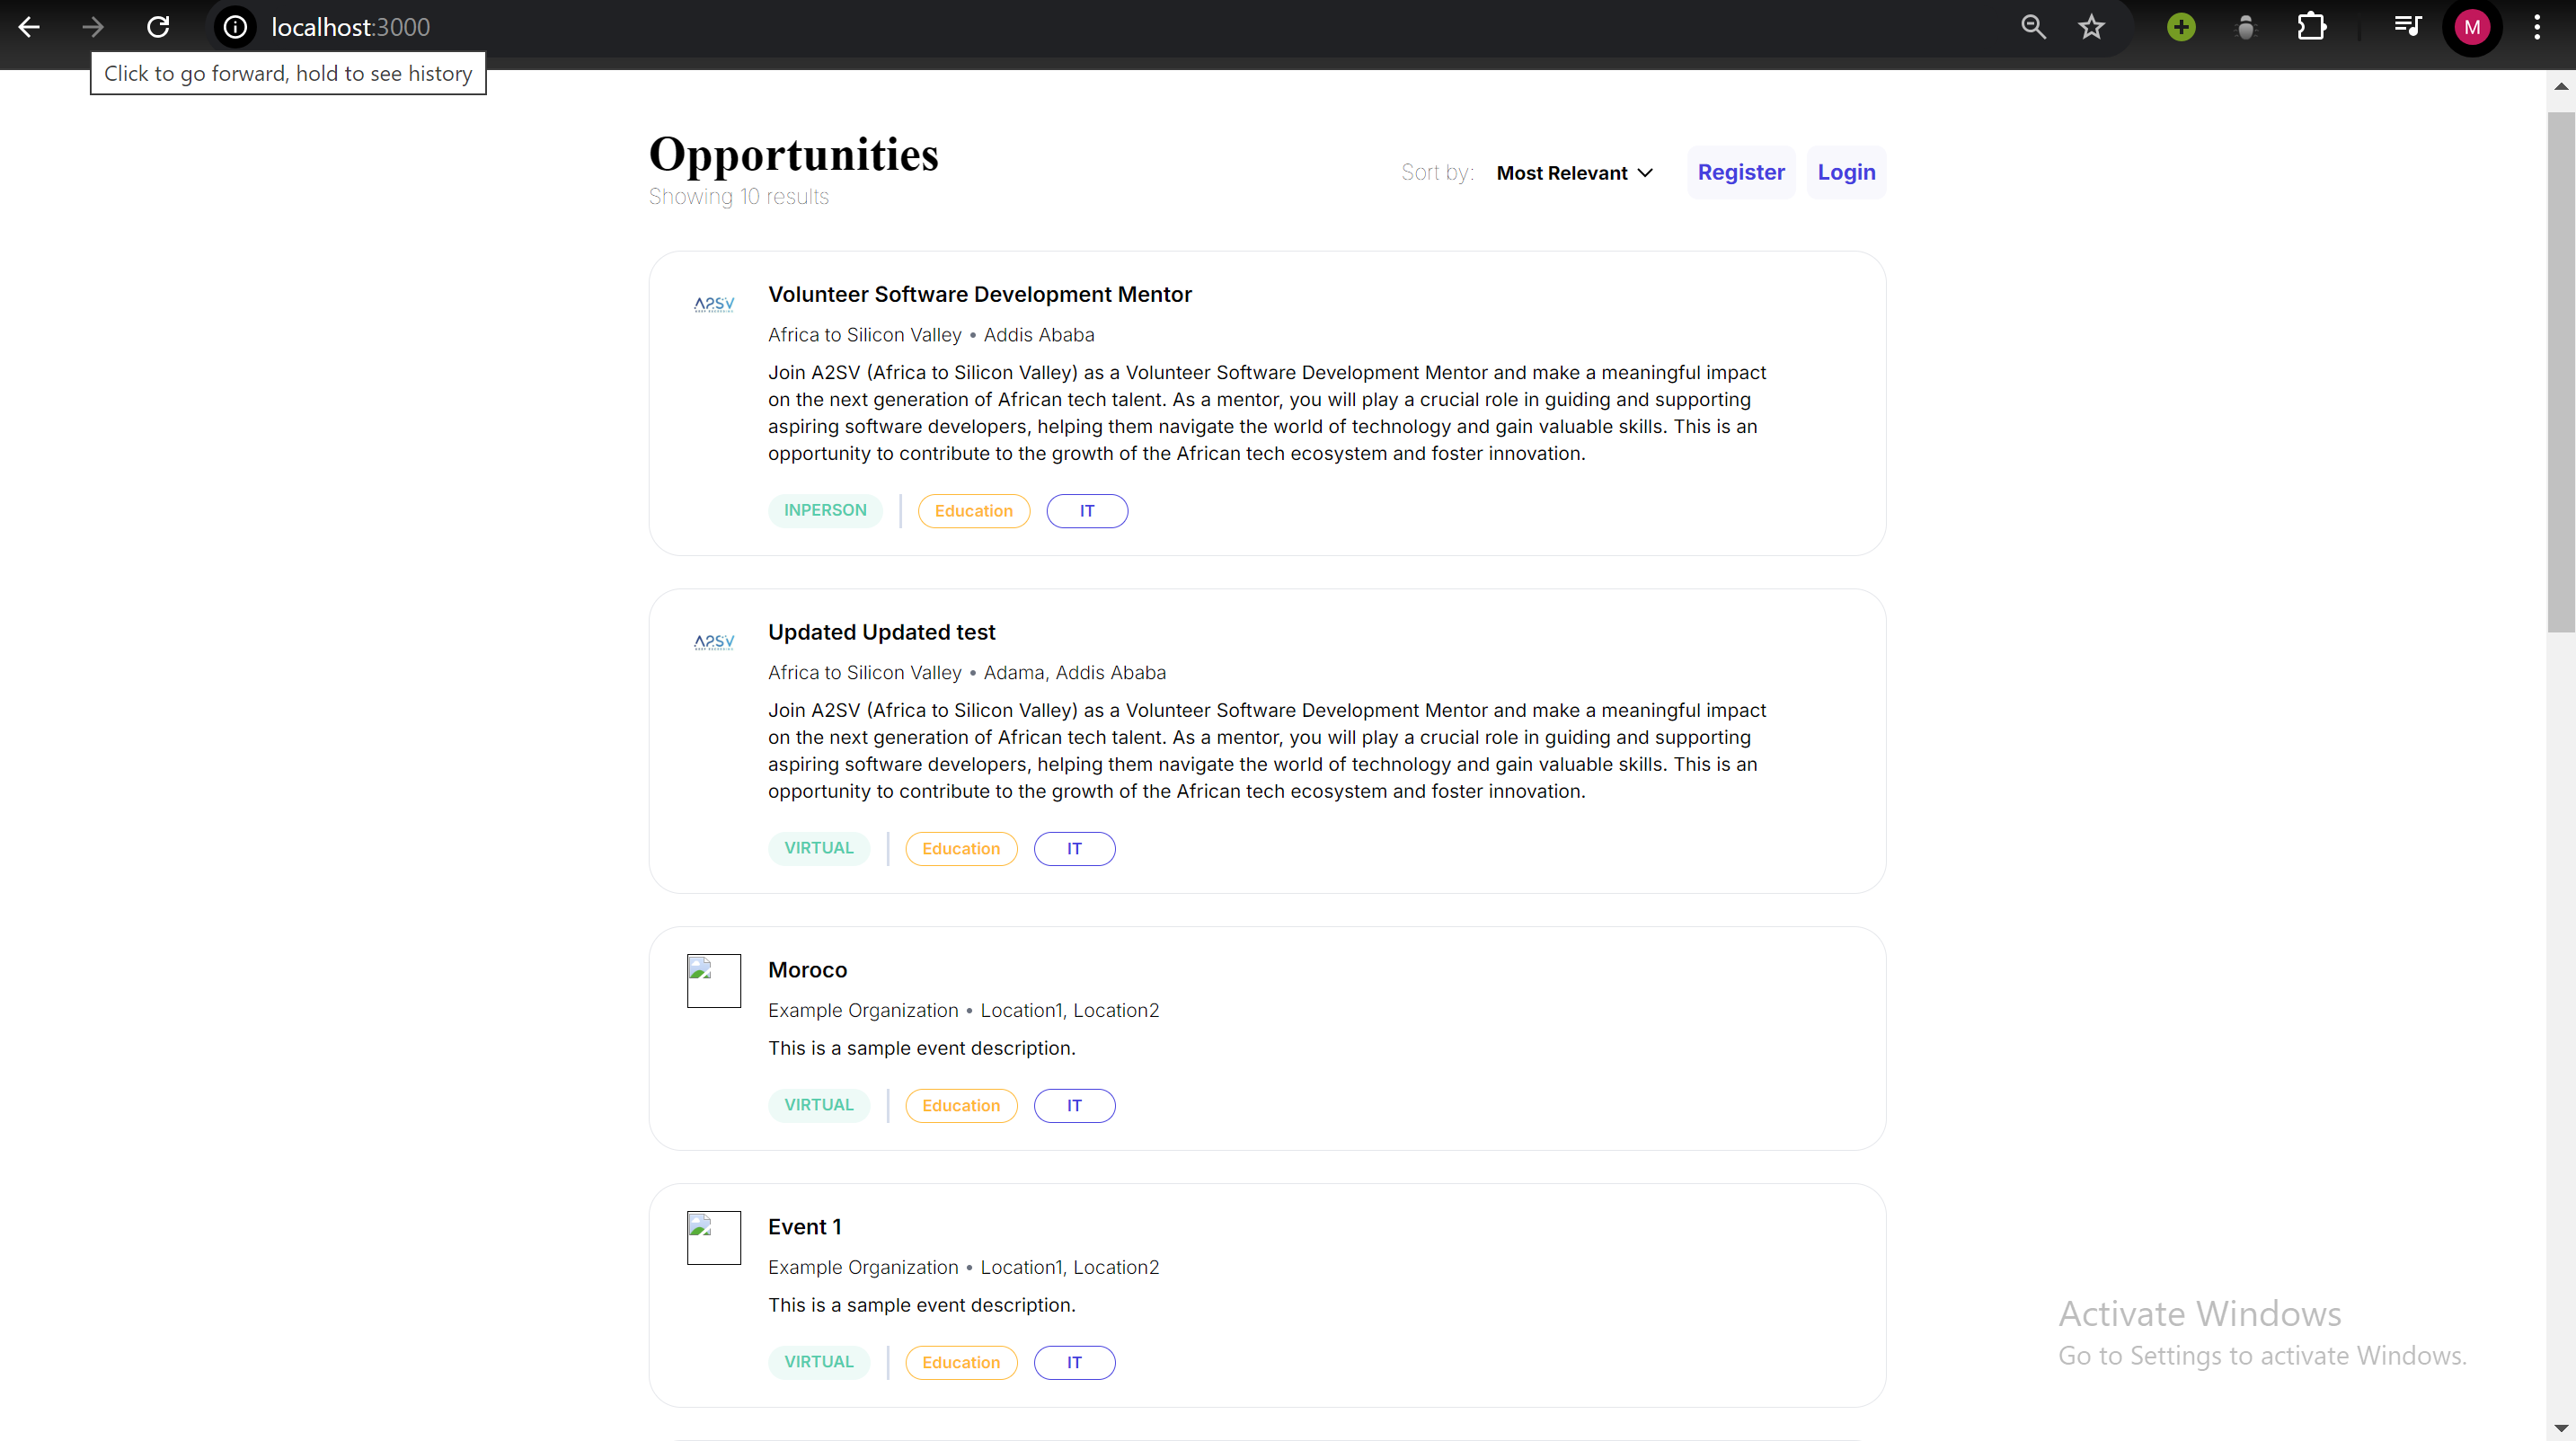 localhost:3000
Click to go forward, hold to see history
M
Opportunities
Showing 10 results
Sort by: Most Relevant
Register
Login
A2SV
Volunteer Software Development Mentor
Africa to Silicon Valley • Addis Ababa
Join A2SV (Africa to Silicon Valley) as a Volunteer Software Development Mentor and make a meaningful impact
on the next generation of African tech talent. As a mentor, you will play a crucial role in guiding and supporting
aspiring software developers, helping them navigate the world of technology and gain valuable skills. This is an
opportunity to contribute to the growth of the African tech ecosystem and foster innovation.
INPERSON
Education
IT
A2SV
Updated Updated test
Africa to Silicon Valley • Adama, Addis Ababa
Join A2SV (Africa to Silicon Valley) as a Volunteer Software Development Mentor and make a meaningful impact
on the next generation of African tech talent. As a mentor, you will play a crucial role in guiding and supporting
aspiring software developers, helping them navigate the world of technology and gain valuable skills. This is an
opportunity to contribute to the growth of the African tech ecosystem and foster innovation.
VIRTUAL
Education
IT
Moroco
Example Organization • Location1, Location2
This is a sample event description.
VIRTUAL
Education
IT
Event 1
Example Organization • Location1, Location2
This is a sample event description.
VIRTUAL
Education
IT
Activate Windows
Go to Settings to activate Windows.